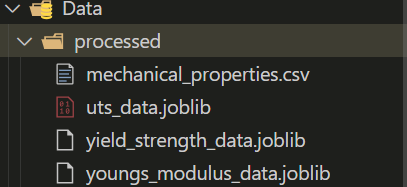 Data
processed
mechanical_properties.csv
uts_data.joblib
yield_strength_data.joblib
youngs_modulus_data.joblib